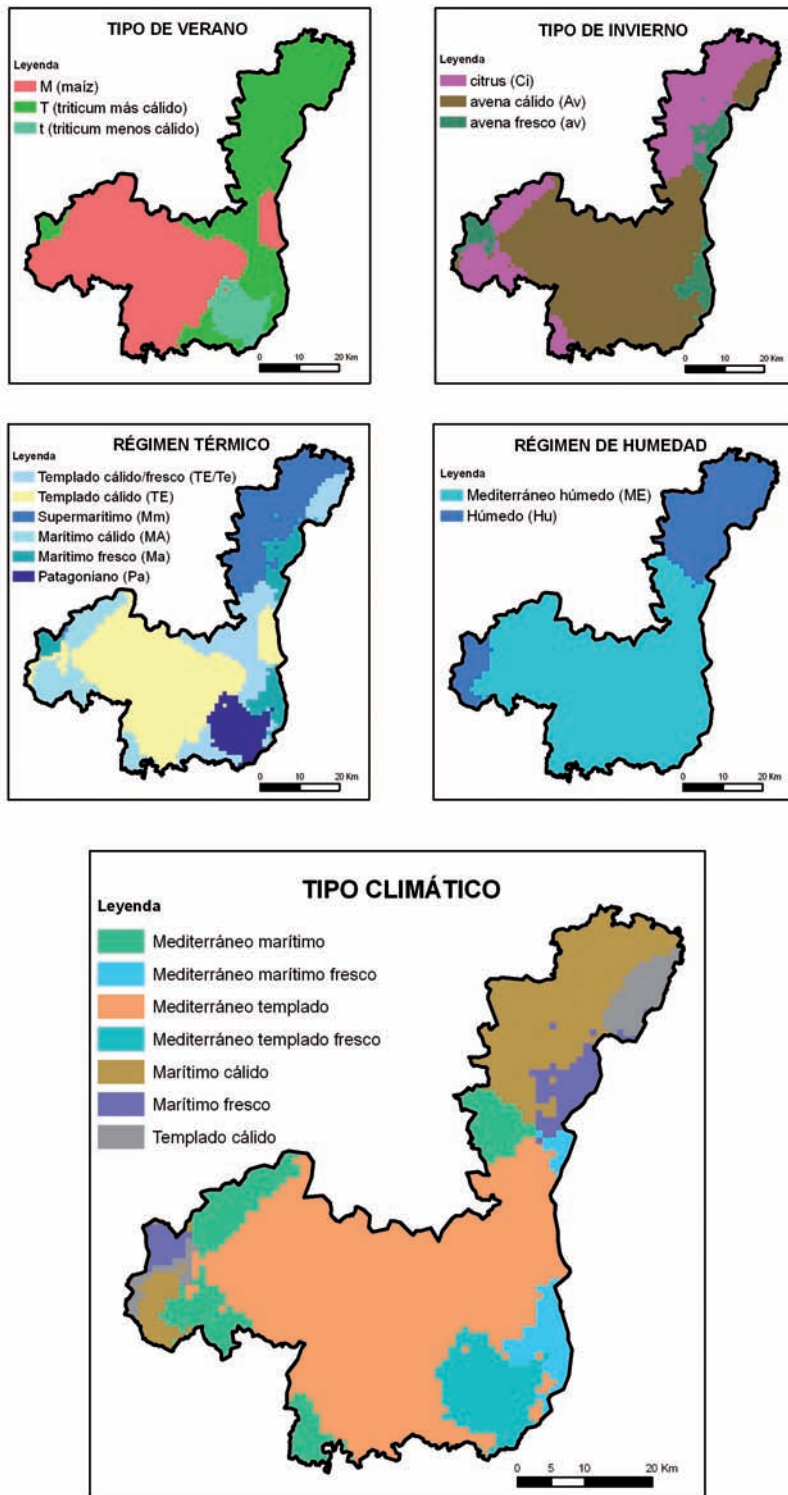 TIPO DE VERANO
Leyenda
M (maíz)
T (triticum más cálido)
t (triticum menos cálido)
0 10 20 Km
TIPO DE INVIERNO
Leyenda
citrus (Ci)
avena cálido (Av)
avena fresco (av)
0 10 20 Km
RÉGIMEN TÉRMICO
Leyenda
Templado cálido/fresco (TE/Te)
Templado cálido (TE)
Supermarítimo (Mm)
Marítimo cálido (MA)
Marítimo fresco (Ma)
Patagoniano (Pa)
0 10 20 Km
RÉGIMEN DE HUMEDAD
Leyenda
Mediterráneo húmedo (ME)
Húmedo (Hu)
0 10 20 Km
TIPO CLIMÁTICO
Leyenda
Mediterráneo marítimo
Mediterráneo marítimo fresco
Mediterráneo templado
Mediterráneo templado fresco
Marítimo cálido
Marítimo fresco
Templado cálido
0 5 10 20 Km